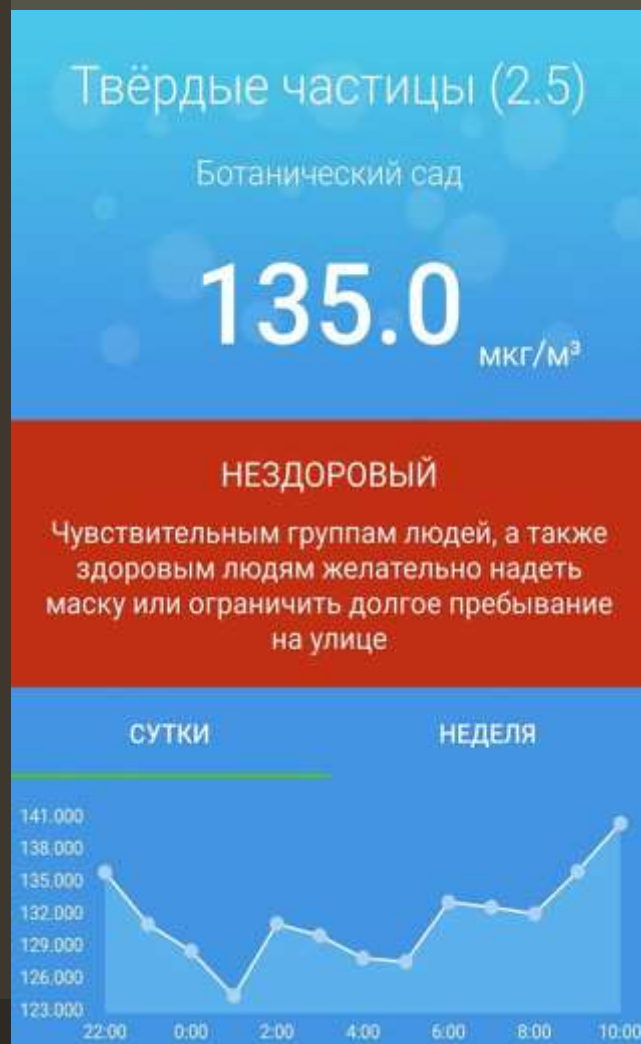 Твёрдые частицы (2.5)
Ботанический сад
135.0 мкг/м³
НЕЗДОРОВЫЙ
Чувствительным группам людей, а также
здоровым людям желательно надеть
маску или ограничить долгое пребывание
на улице
СУТКИ НЕДЕЛЯ
141.000
138.000
135.000
132.000
129.000
126.000
123.000
22:00 0:00 2:00 4:00 6:00 8:00 10:00